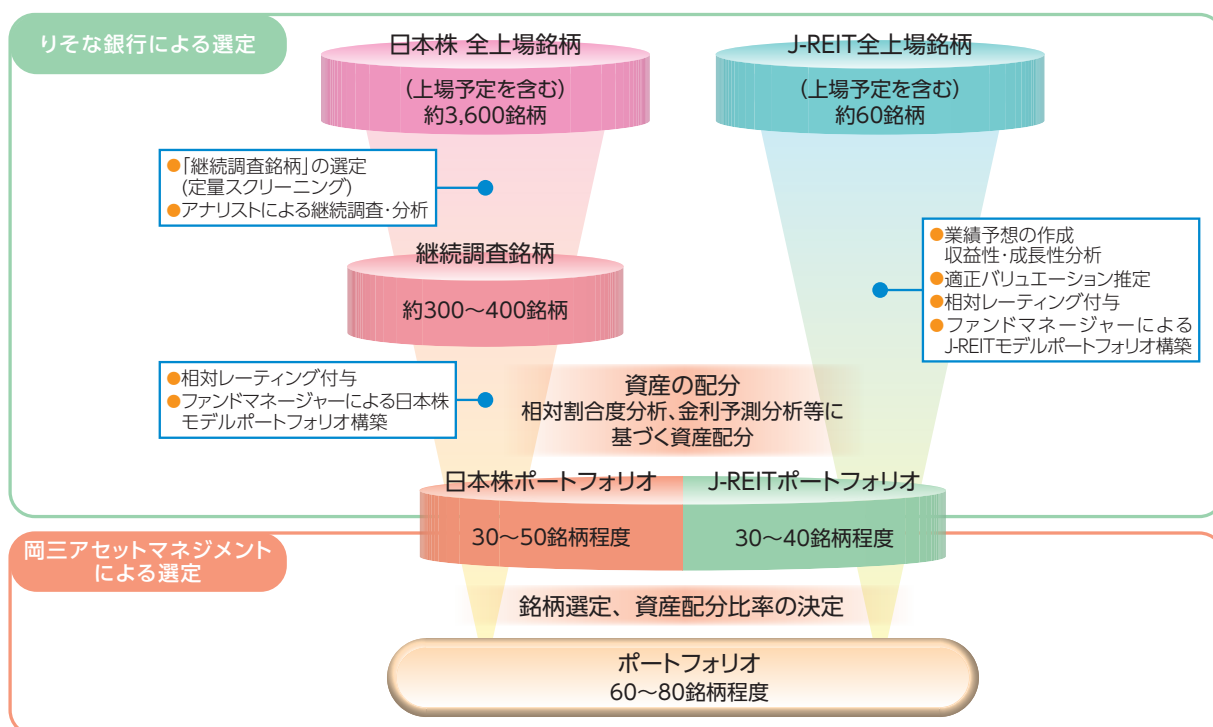 りそな銀行による選定
日本株 全上場銘柄
(上場予定を含む)
約3,600銘柄
J-REIT全上場銘柄
(上場予定を含む)
約60銘柄
●「継続調査銘柄」の選定
(定量スクリーニング)
●アナリストによる継続調査・分析
継続調査銘柄
約300〜400銘柄
●業績予想の作成
収益性・成長性分析
●適正バリュエーション推定
●相対レーティング付与
●ファンドマネージャーによる
J-REITモデルポートフォリオ構築
●相対レーティング付与
●ファンドマネージャーによる日本株
モデルポートフォリオ構築
資産の配分
相対割合度分析、金利予測分析等に
基づく資産配分
日本株ポートフォリオ
30〜50銘柄程度
J-REITポートフォリオ
30〜40銘柄程度
岡三アセットマネジメント
による選定
銘柄選定、資産配分比率の決定
ポートフォリオ
60〜80銘柄程度